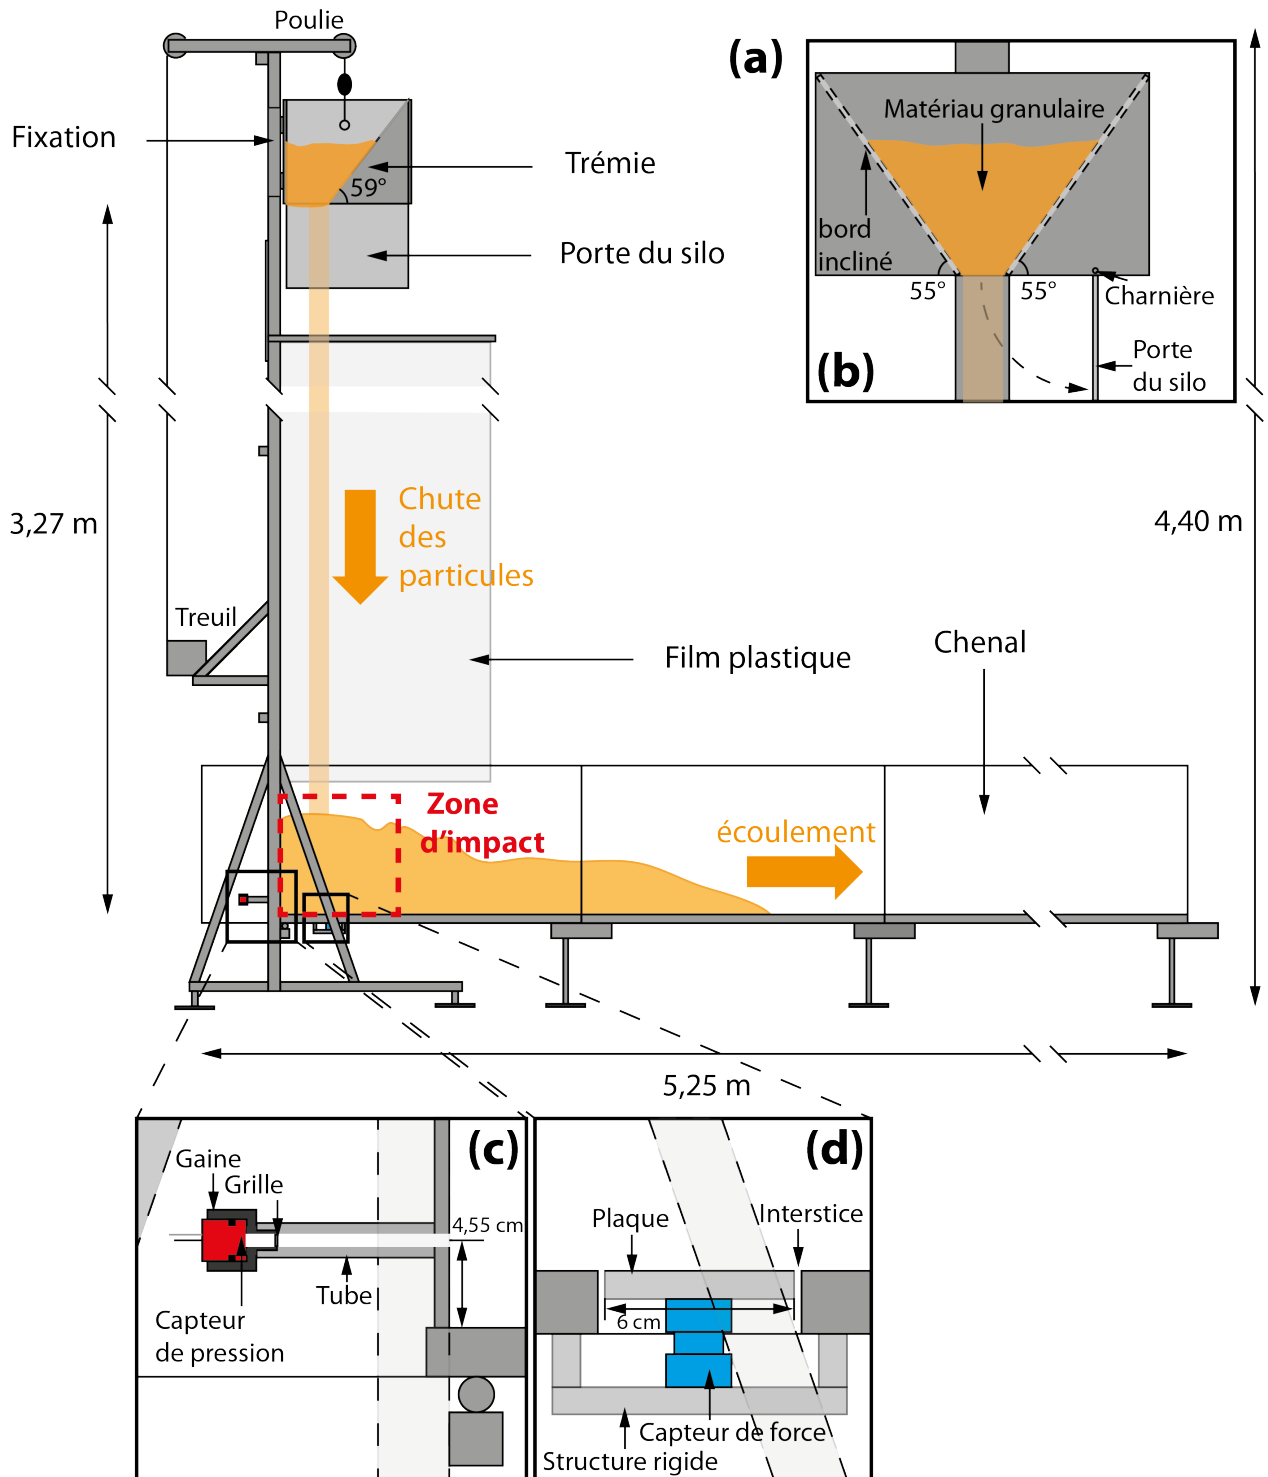 Poulie
(a)
Fixation
Trémie
59°
Porte du silo
Matériau granulaire
bord
incliné
55°
55°
Charnière
Porte
du silo
(b)
3,27 m
Chute
des
particules
4,40 m
Treuil
Film plastique
Chenal
Zone
d'impact
écoulement
5,25 m
(c)
Gaine
Grille
4,55 cm
Tube
Capteur
de pression
(d)
Plaque
Interstice
6 cm
Capteur de force
Structure rigide